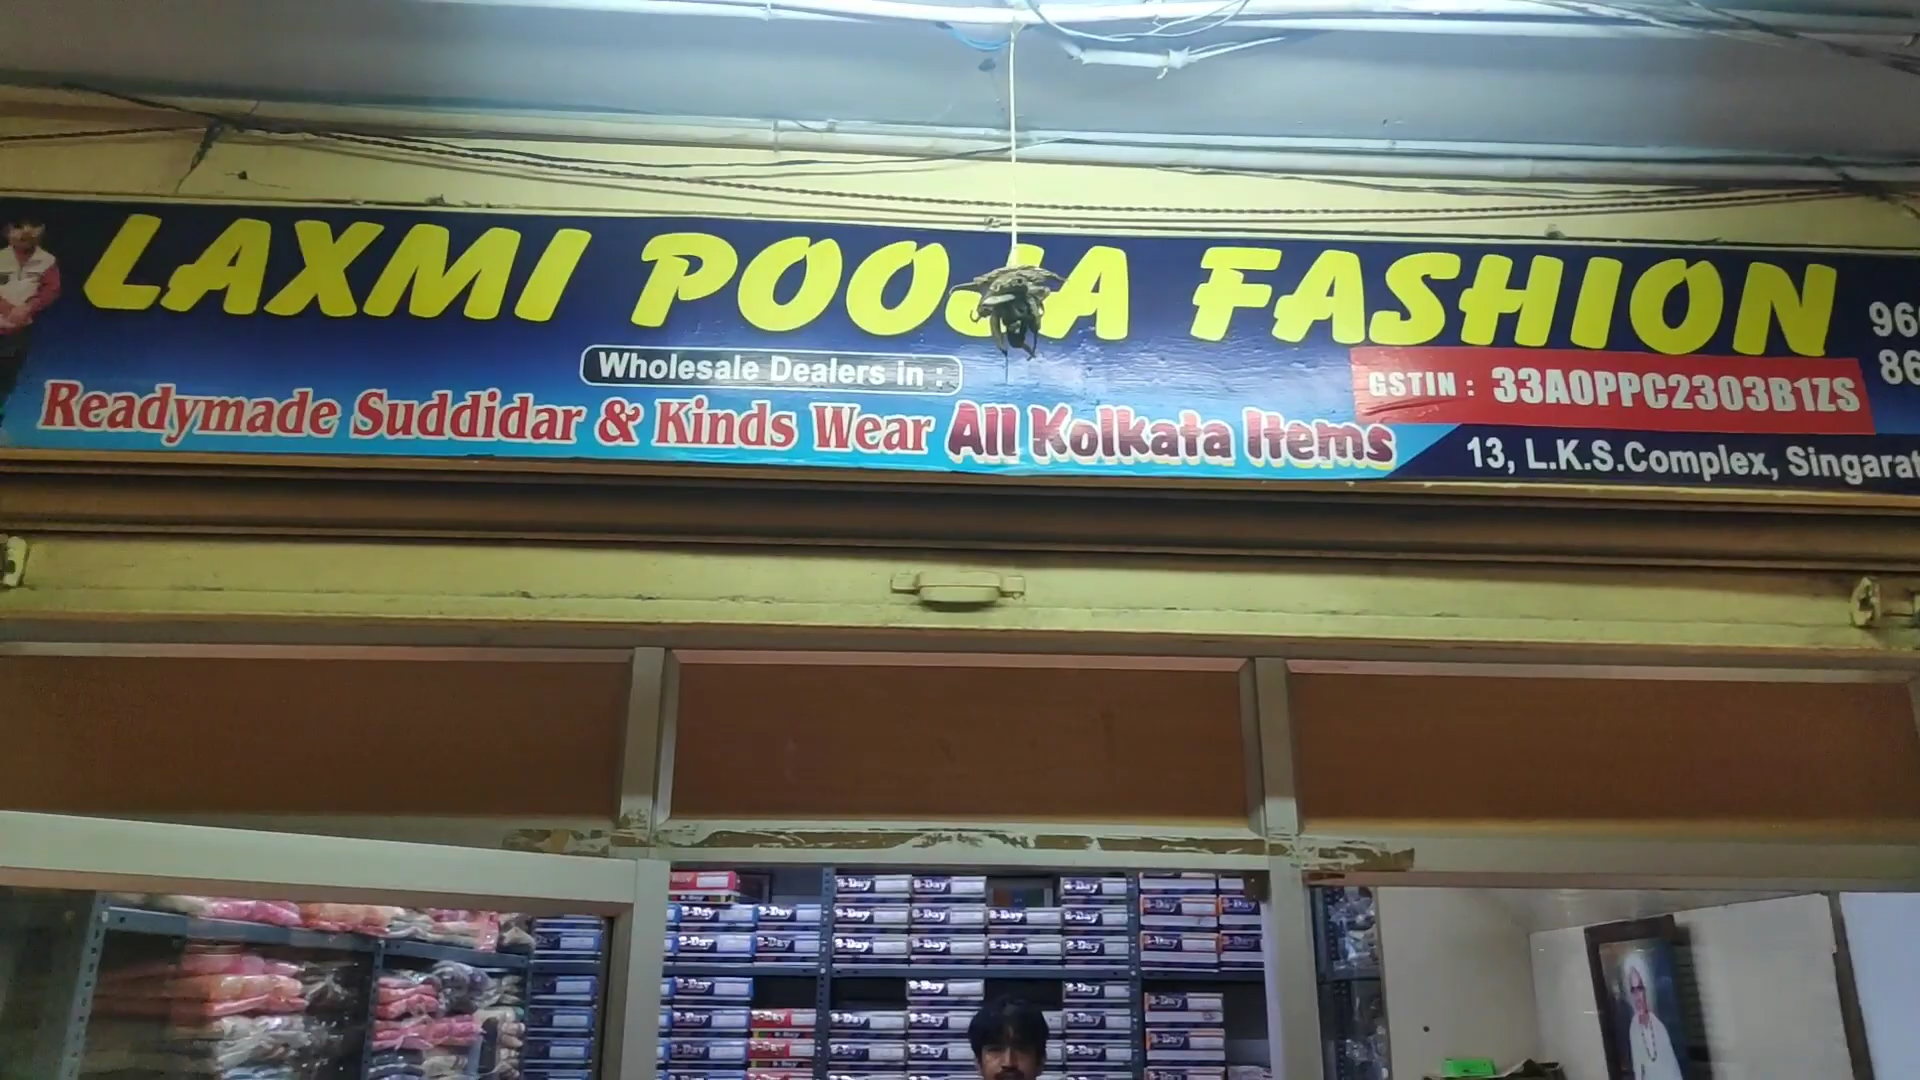 LAXMI POOJA FASHION
Wholesale Dealers in :
Readymade Suddidar & Kinds Wear All Kolkata Items
GSTIN : 33AOPPC2303B1ZS
96
86
13, L.K.S.Complex, Singarat
B-Day